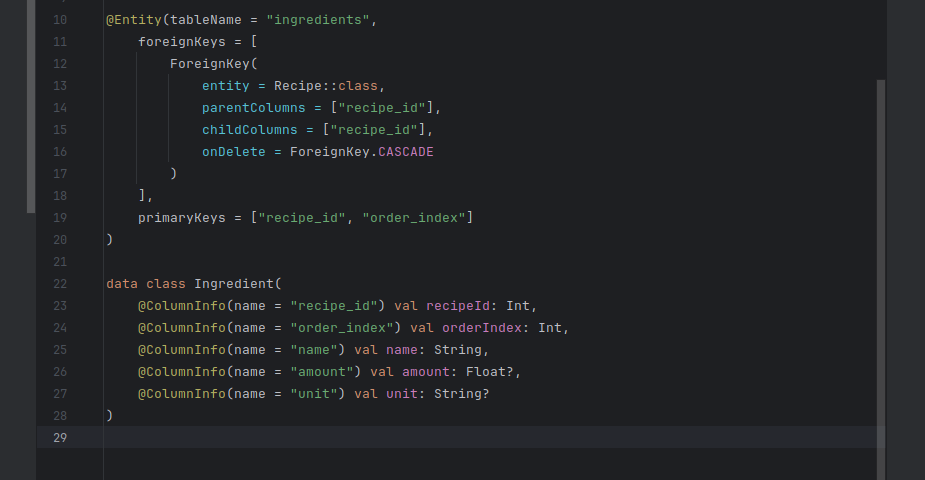 10 @Entity(tableName = "ingredients",
11     foreignKeys = [
12         ForeignKey(
13             entity = Recipe::class,
14             parentColumns = ["recipe_id"],
15             childColumns = ["recipe_id"],
16             onDelete = ForeignKey.CASCADE
17         )
18     ],
19     primaryKeys = ["recipe_id", "order_index"]
20 )
21
22 data class Ingredient(
23     @ColumnInfo(name = "recipe_id") val recipeId: Int,
24     @ColumnInfo(name = "order_index") val orderIndex: Int,
25     @ColumnInfo(name = "name") val name: String,
26     @ColumnInfo(name = "amount") val amount: Float?,
27     @ColumnInfo(name = "unit") val unit: String?
28 )
29